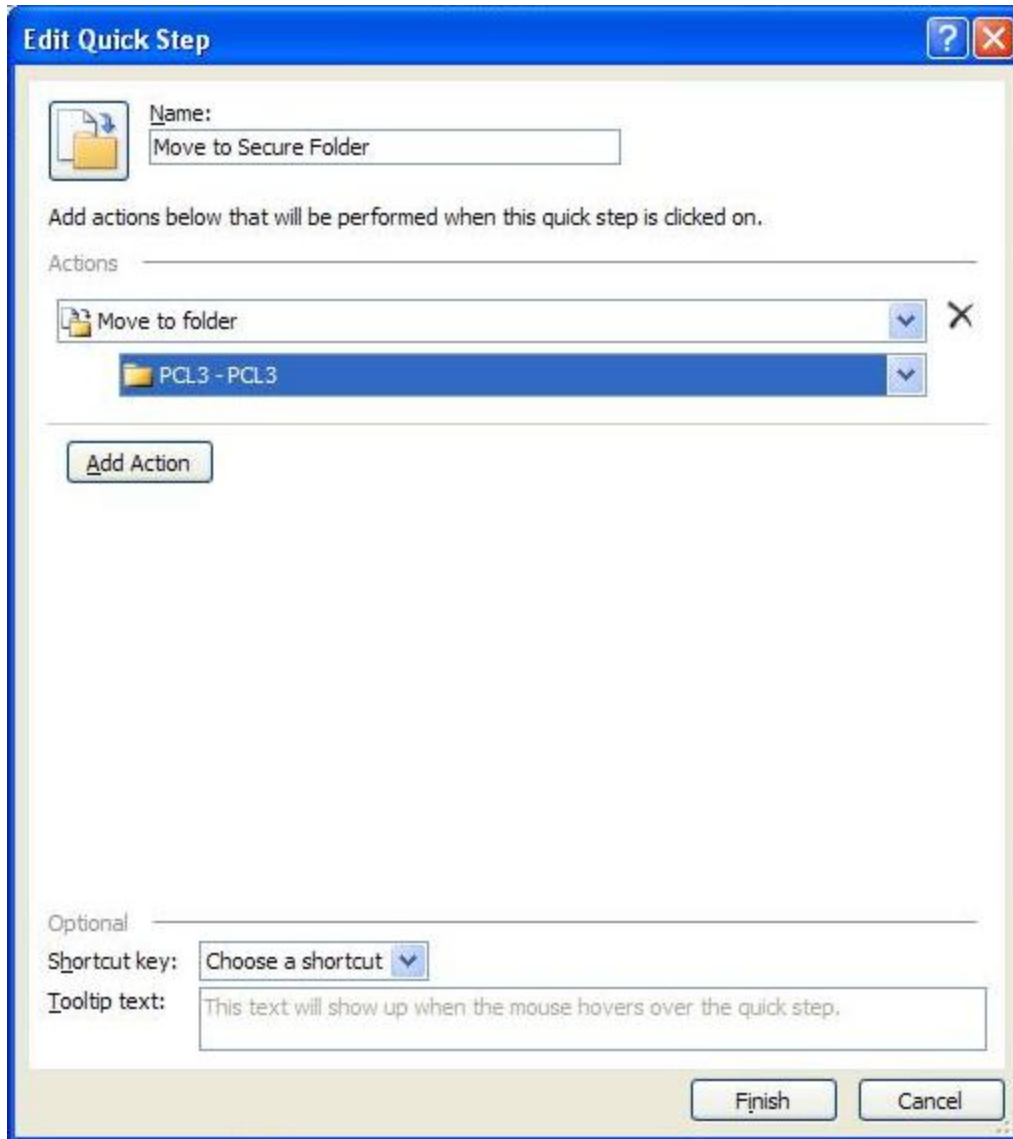 Edit Quick Step
Name:
Move to Secure Folder
Add actions below that will be performed when this quick step is clicked on.
Actions
Move to folder
PCL3 - PCL3
Add Action
Optional
Shortcut key: Choose a shortcut
Tooltip text: This text will show up when the mouse hovers over the quick step.
Finish Cancel